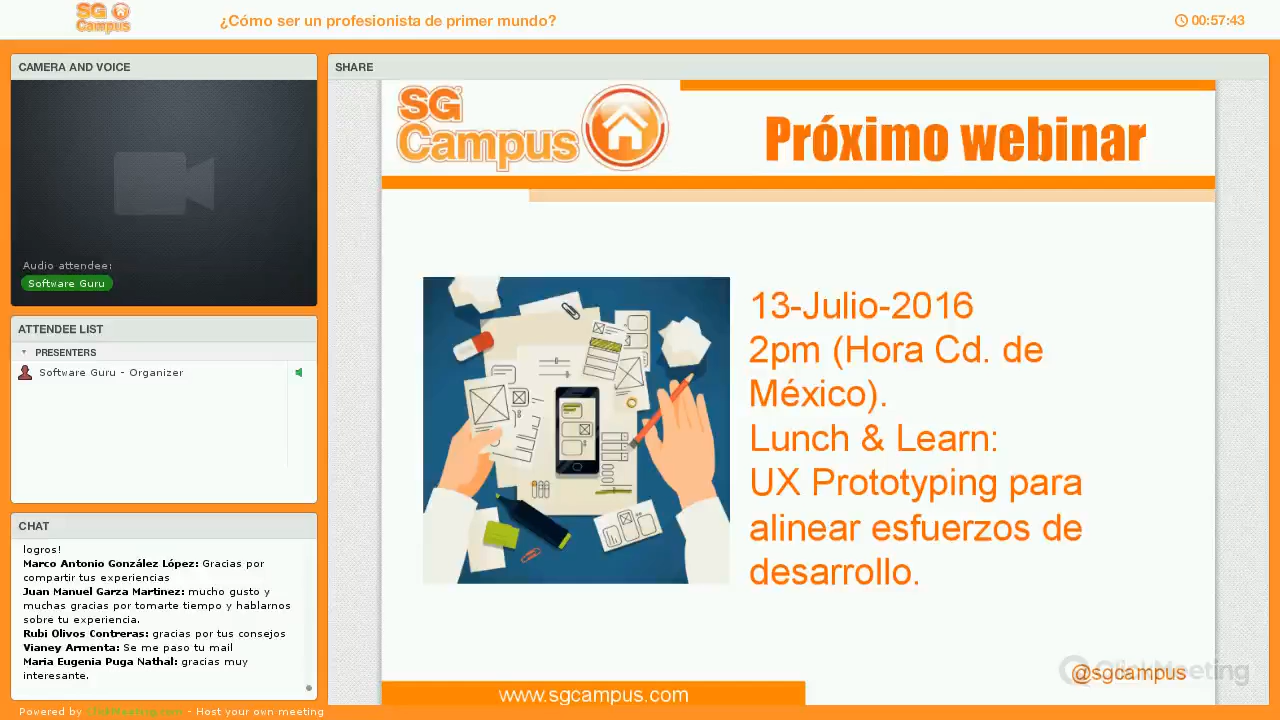 SG Campus
¿Cómo ser un profesionista de primer mundo?
00:57:43
CAMERA AND VOICE
Audio attendee:
Software Guru
ATTENDEE LIST
PRESENTERS
Software Guru - Organizer
CHAT
logros!
Marco Antonio González López: Gracias por
compartir tus experiencias
Juan Manuel Garza Martinez: mucho gusto y
muchas gracias por tomarte tiempo y hablarnos
sobre tu experiencia.
Rubi Olivos Contreras: gracias por tus consejos
Vianey Armenta: Se me paso tu mail
Maria Eugenia Puga Nathal: gracias muy
interesante.
Powered by ClickMeeting.com - Host your own meeting
SHARE
SG
Campus
Próximo webinar
13-Julio-2016
2pm (Hora Cd. de
México).
Lunch & Learn:
UX Prototyping para
alinear esfuerzos de
desarrollo.
ClickMeeting
@sgcampus
www.sgcampus.com